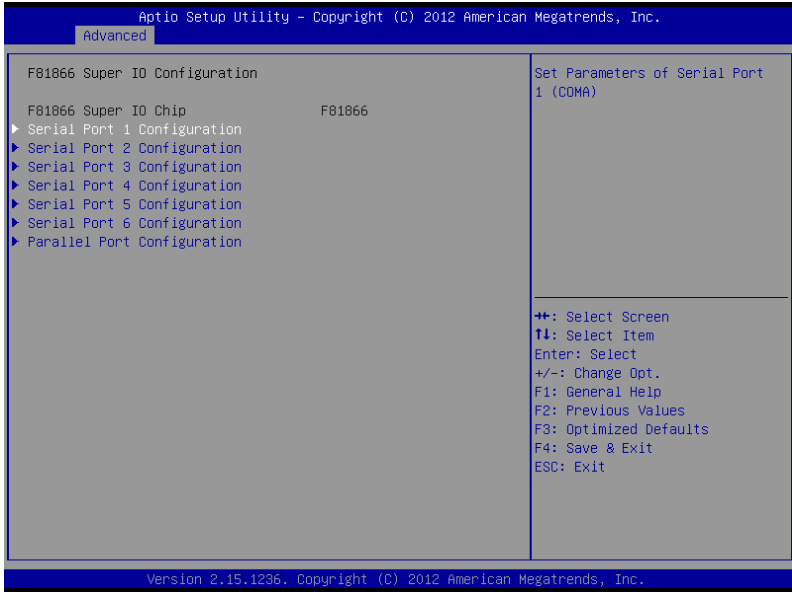 Aptio Setup Utility – Copyright (C) 2012 American Megatrends, Inc.
Advanced
F81866 Super IO Configuration
F81866 Super IO Chip F81866
Serial Port 1 Configuration
Serial Port 2 Configuration
Serial Port 3 Configuration
Serial Port 4 Configuration
Serial Port 5 Configuration
Serial Port 6 Configuration
Parallel Port Configuration
Set Parameters of Serial Port
1 (COMA)
→←: Select Screen
↑↓: Select Item
Enter: Select
+/-: Change Opt.
F1: General Help
F2: Previous Values
F3: Optimized Defaults
F4: Save & Exit
ESC: Exit
Version 2.15.1236. Copyright (C) 2012 American Megatrends, Inc.